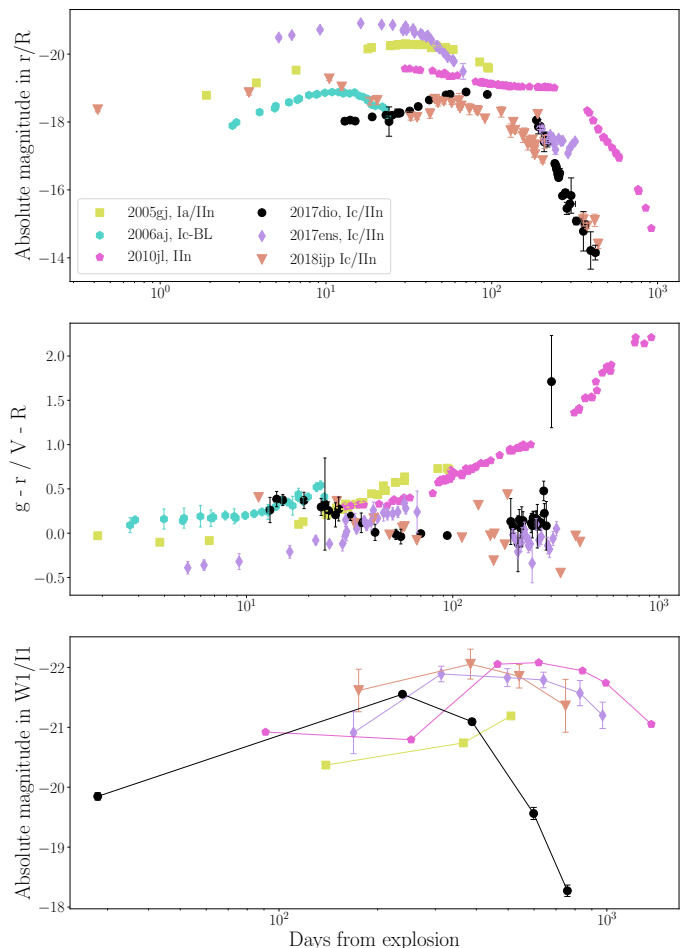 Absolute magnitude in r/R
−20
−18
−16
−14
2005gj, Ia/IIn
2006aj, Ic-BL
2010jl, IIn
2017dio, Ic/IIn
2017ens, Ic/IIn
2018ijp Ic/IIn
10^0
10^1
10^2
10^3
g - r / V - R
2.0
1.5
1.0
0.5
0.0
−0.5
10^1
10^2
10^3
Absolute magnitude in W1/I1
−22
−21
−20
−19
−18
10^2
10^3
Days from explosion